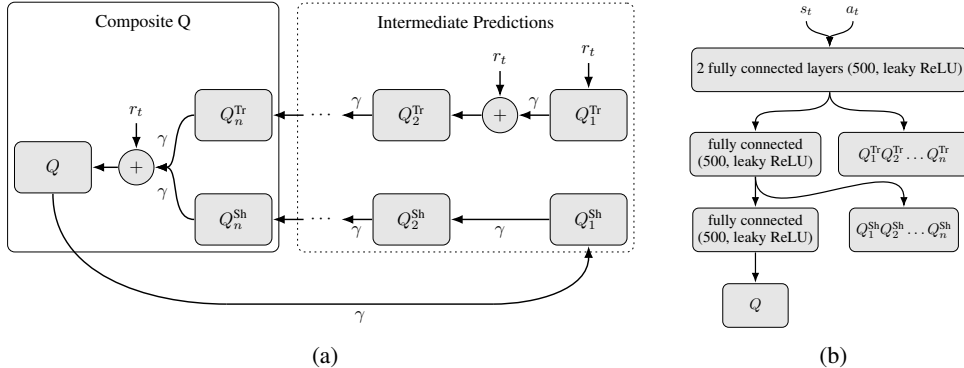 Composite Q
Intermediate Predictions
r_t
r_t
r_t
γ
Q_n^Tr
⋯
γ
Q_2^Tr
+
γ
Q_1^Tr
Q
+
γ
γ
Q_n^Sh
⋯
γ
Q_2^Sh
γ
Q_1^Sh
γ
(a)
s_t a_t
2 fully connected layers (500, leaky ReLU)
fully connected
(500, leaky ReLU)
Q_1^Tr Q_2^Tr … Q_n^Tr
fully connected
(500, leaky ReLU)
Q_1^Sh Q_2^Sh … Q_n^Sh
Q
(b)